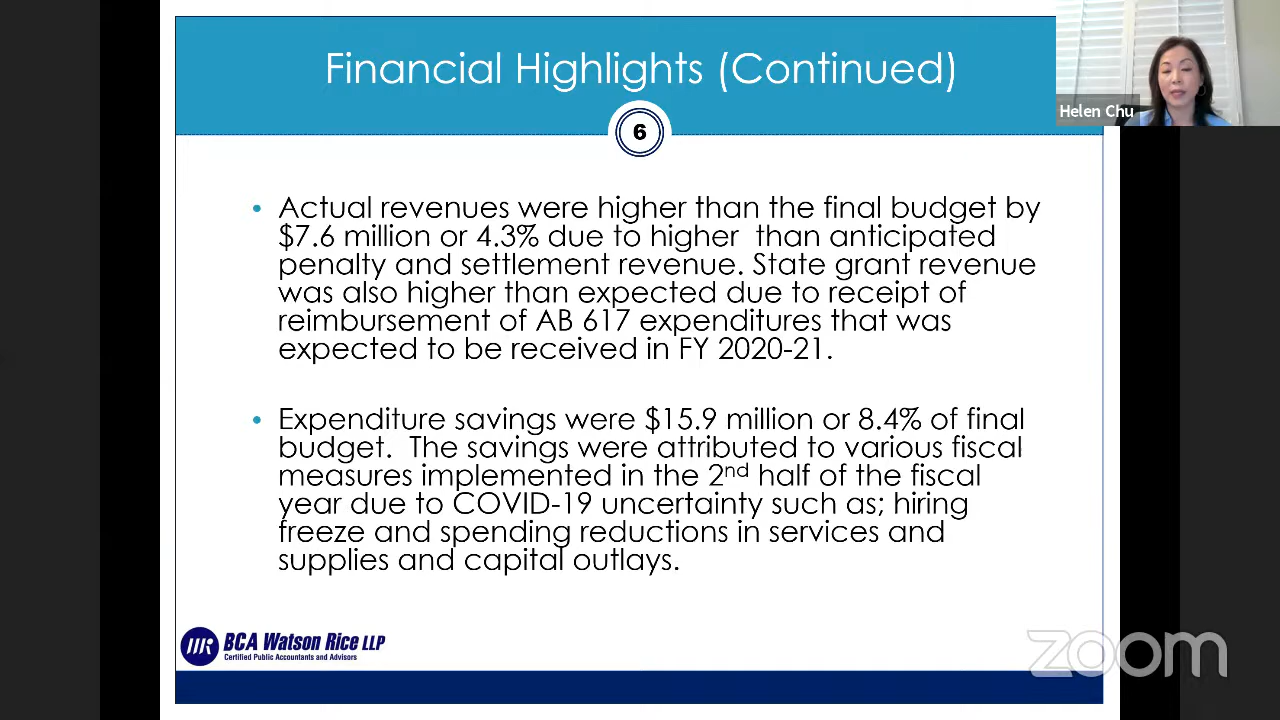 Financial Highlights (Continued)
Helen Chu
6
• Actual revenues were higher than the final budget by
$7.6 million or 4.3% due to higher  than anticipated
penalty and settlement revenue. State grant revenue
was also higher than expected due to receipt of
reimbursement of AB 617 expenditures that was
expected to be received in FY 2020-21.
• Expenditure savings were $15.9 million or 8.4% of final
budget.  The savings were attributed to various fiscal
measures implemented in the 2nd half of the fiscal
year due to COVID-19 uncertainty such as; hiring
freeze and spending reductions in services and
supplies and capital outlays.
BCA Watson Rice LLP
Certified Public Accountants and Advisors
zoom